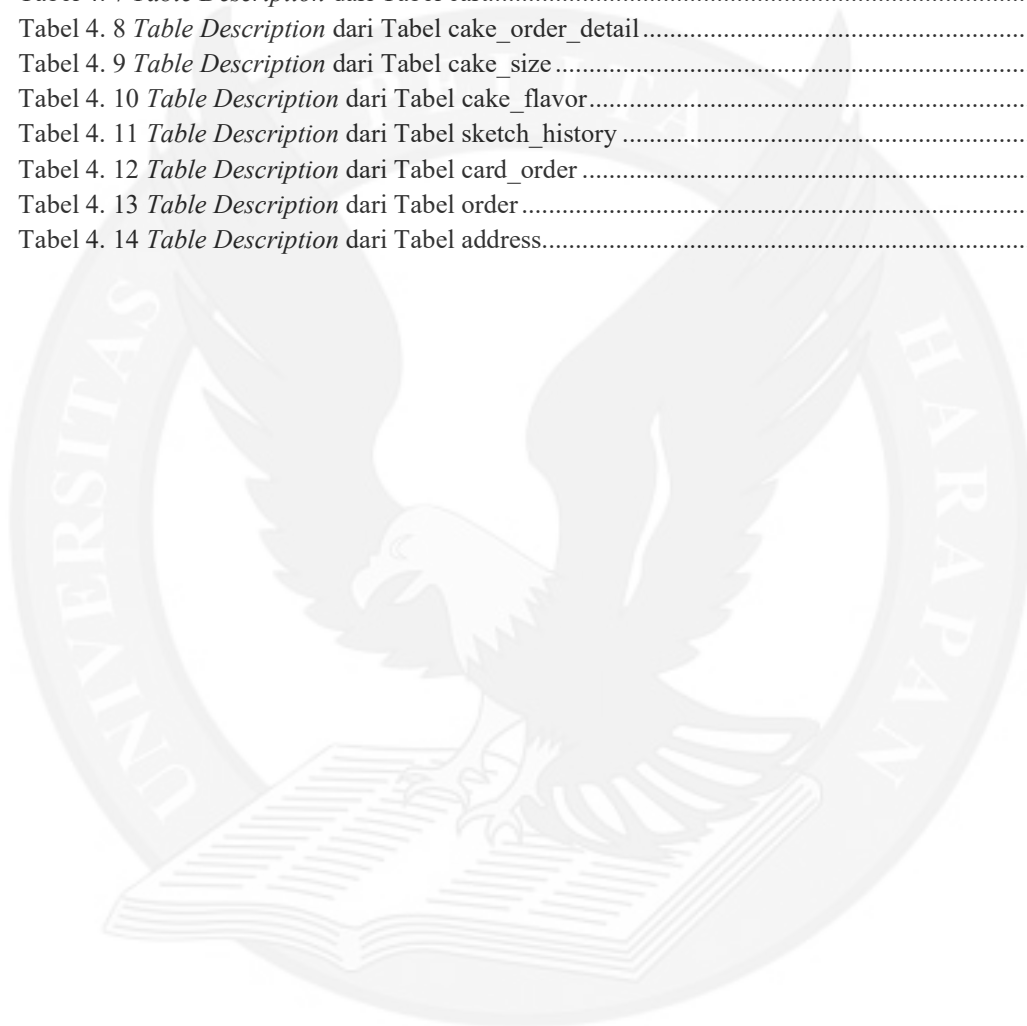 Tabel 4. 8 Table Description dari Tabel cake_order_detail
Tabel 4. 9 Table Description dari Tabel cake_size
Tabel 4. 10 Table Description dari Tabel cake_flavor
Tabel 4. 11 Table Description dari Tabel sketch_history
Tabel 4. 12 Table Description dari Tabel card_order
Tabel 4. 13 Table Description dari Tabel order
Tabel 4. 14 Table Description dari Tabel address
UNIVERSITAS
HARAPAN